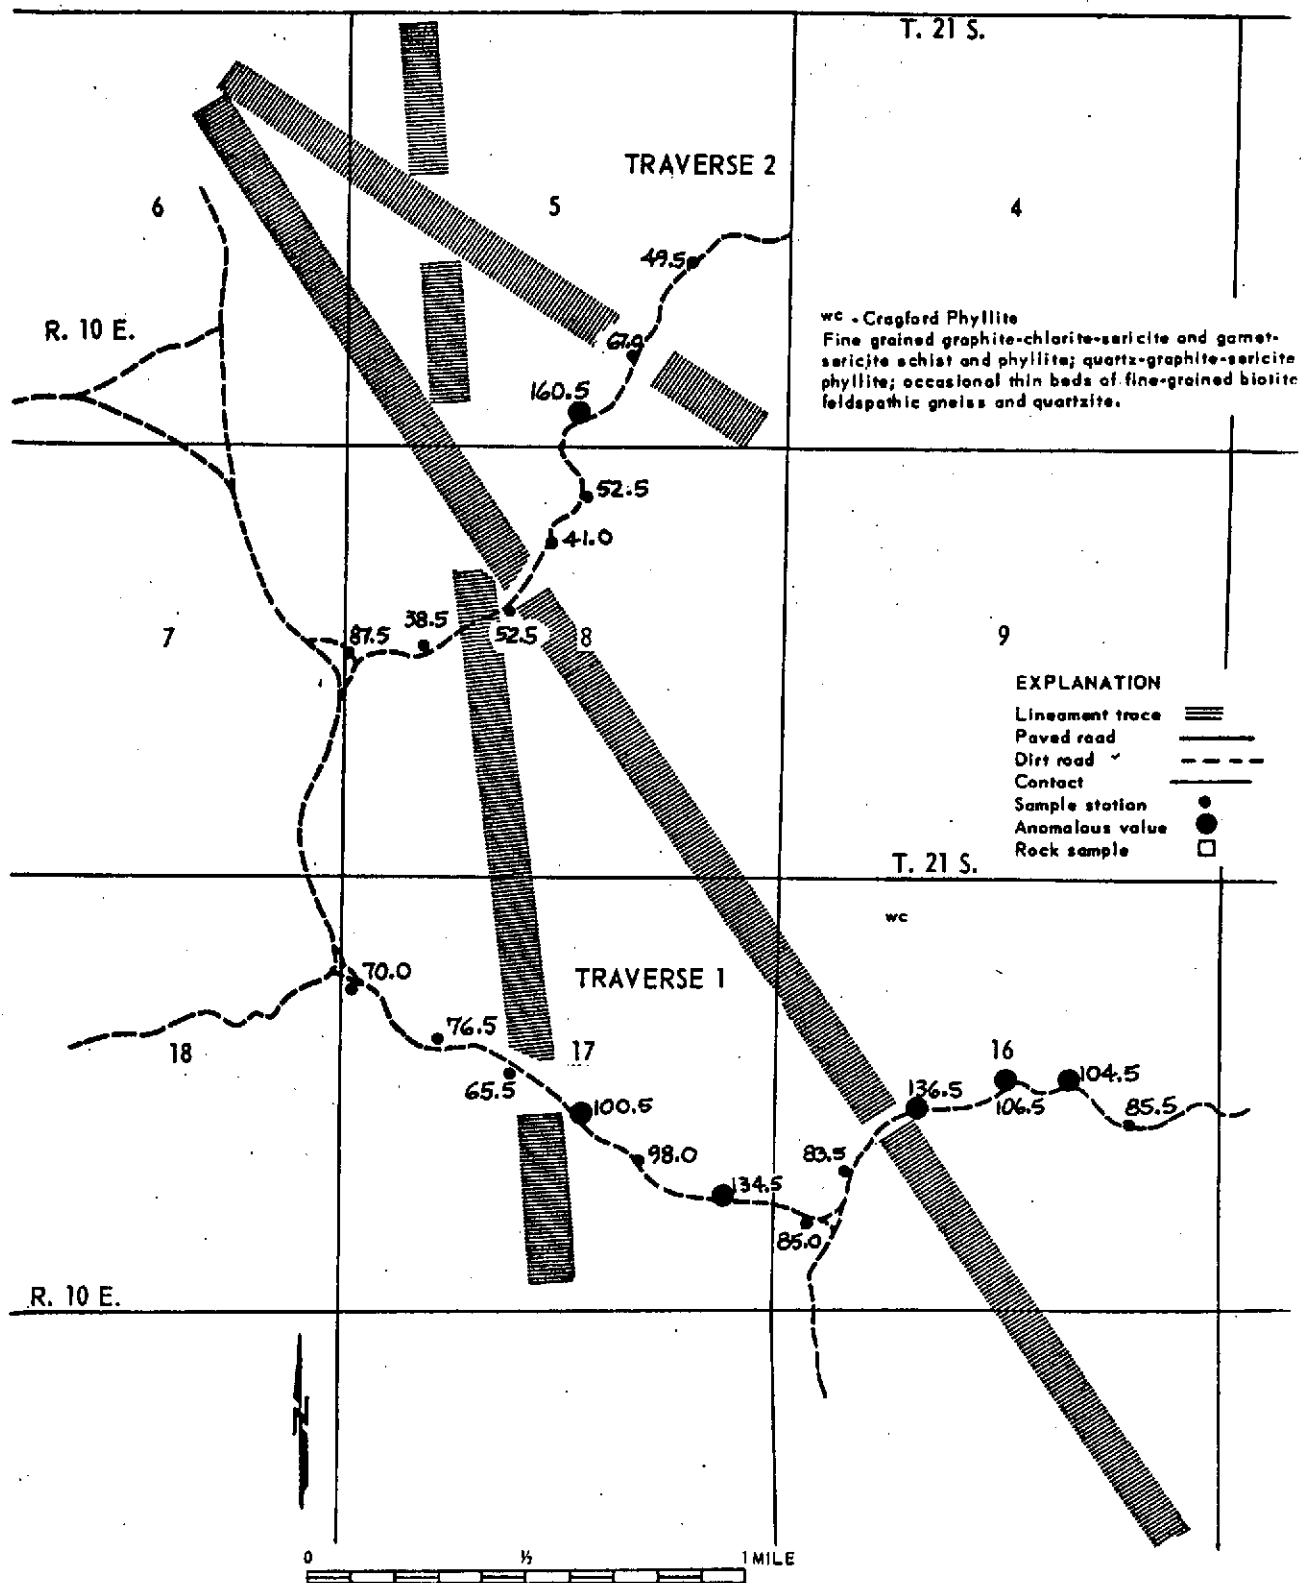 T. 21 S.
TRAVERSE 2
6
5
4
49.5
R. 10 E.
wc - Cragford Phyllite
Fine grained graphite-chlorite-sericite and garnet-
sericite schist and phyllite; quartz-graphite-sericite
phyllite; occasional thin beds of fine-grained biotite
feldspathic gneiss and quartzite.
67.0
160.5
52.5
41.0
7
87.5
38.5
52.5
8
9
EXPLANATION
Lineament trace
Paved road
Dirt road
Contact
Sample station
Anomalous value
Rock sample
T. 21 S.
wc
70.0
TRAVERSE 1
76.5
18
65.5
17
16
100.5
136.5
106.5
104.5
85.5
98.0
83.5
134.5
85.0
R. 10 E.
0 ½ 1 MILE